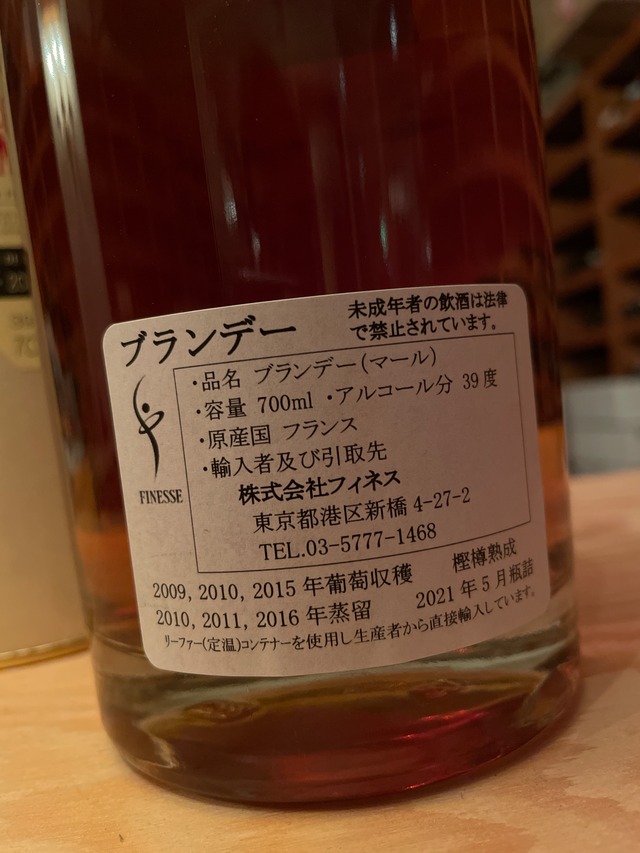 ブランデー
未成年者の飲酒は法律
で禁止されています。
・品名 ブランデー(マール)
・容量 700ml ・アルコール分 39度
・原産国 フランス
・輸入者及び引取先
株式会社フィネス
東京都港区新橋 4-27-2
TEL.03-5777-1468
FINESSE
2009, 2010, 2015 年葡萄収穫 樫樽熟成
2010, 2011, 2016 年蒸留 2021 年 5 月瓶詰
リーファー(定温)コンテナーを使用し生産者から直接輸入しています。